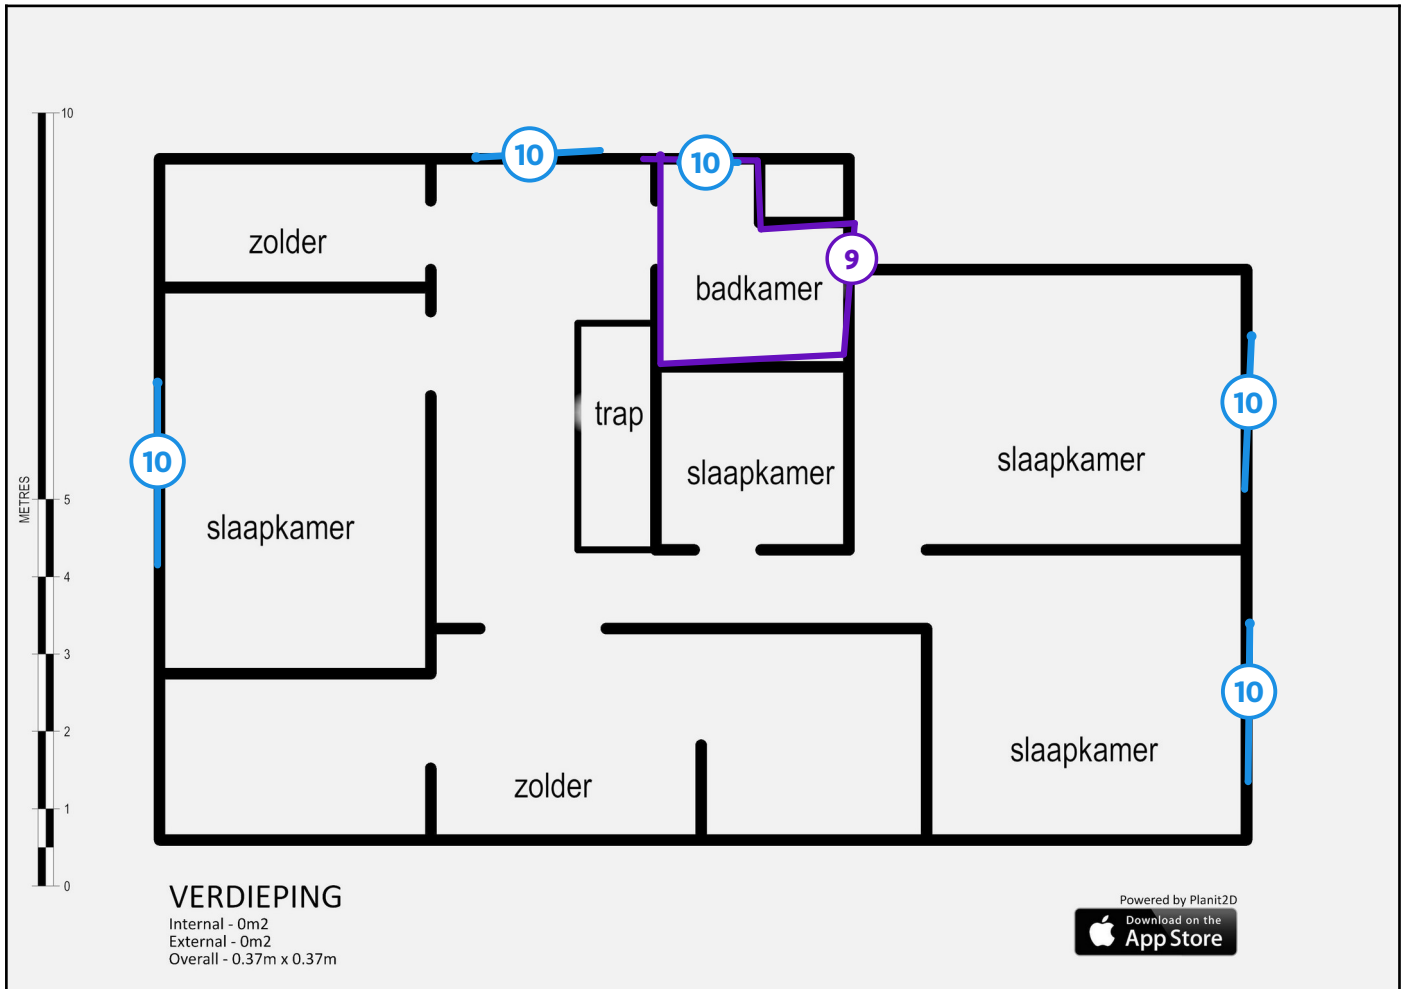 10
10
10
zolder
9
badkamer
10
trap
10
slaapkamer
slaapkamer
slaapkamer
METRES
5
4
3
10
2
slaapkamer
zolder
1
0
VERDIEPING
Internal - 0m2
External - 0m2
Overall - 0.37m x 0.37m
Powered by Planit2D
Download on the
App Store
10